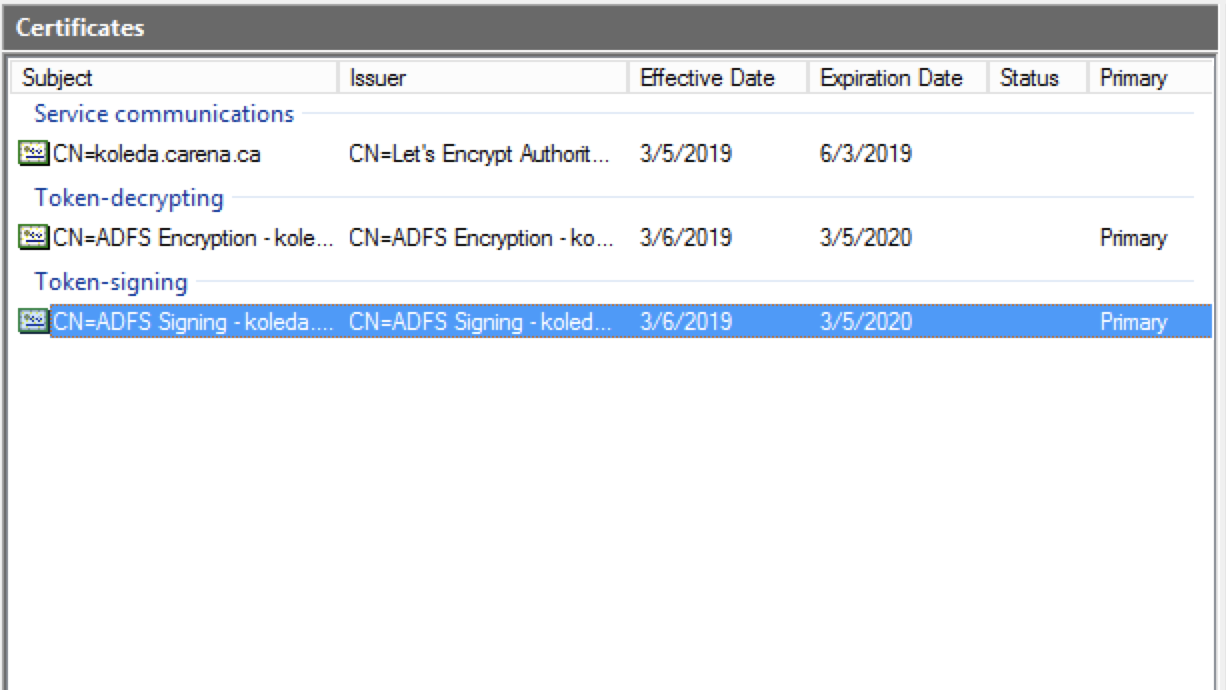 Certificates
Subject Issuer Effective Date Expiration Date Status Primary
Service communications
CN=koleda.carena.ca CN=Let's Encrypt Authorit... 3/5/2019 6/3/2019
Token-decrypting
CN=ADFS Encryption - kole... CN=ADFS Encryption - ko... 3/6/2019 3/5/2020 Primary
Token-signing
CN=ADFS Signing - koleda.... CN=ADFS Signing - koled... 3/6/2019 3/5/2020 Primary